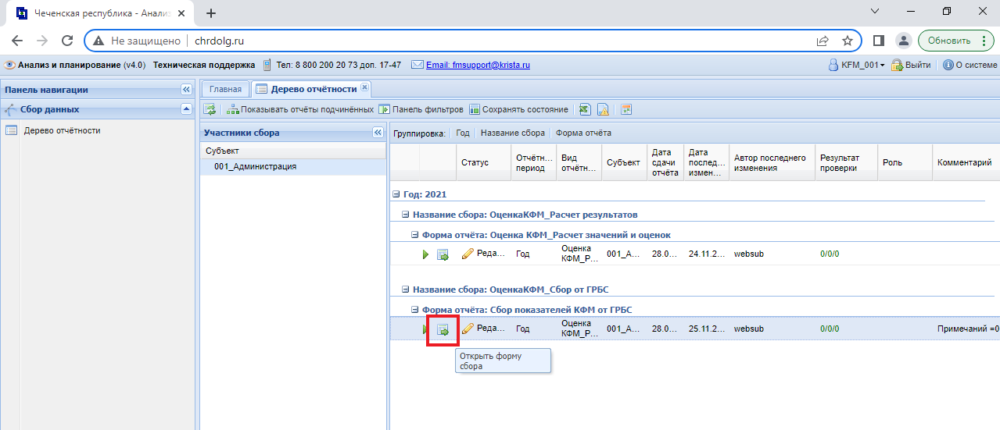 Чеченская республика - Анализ
Не защищено chrdolg.ru Обновить
Анализ и планирование (v4.0) Техническая поддержка Тел: 8 800 200 20 73 доп. 17-47 Email: fmsupport@krista.ru KFM_001 Выйти О системе
Панель навигации
Главная Дерево отчётности
Сбор данных
Показывать отчёты подчинённых Панель фильтров Сохранять состояние
Дерево отчётности
Участники сбора
Группировка: Год Название сбора Форма отчёта
Субъект
001_Администрация
Статус
Отчётн... период
Вид отчётн...
Субъект
Дата сдачи отчёта
Дата послед... измен...
Автор последнего изменения
Результат проверки
Роль
Комментарий
Год: 2021
Название сбора: ОценкаКФМ_Расчет результатов
Форма отчёта: Оценка КФМ_Расчет значений и оценок
Реда... Год Оценка КФМ_Р... 001_А... 28.0... 24.11.2... websub 0/0/0
Название сбора: ОценкаКФМ_Сбор от ГРБС
Форма отчёта: Сбор показателей КФМ от ГРБС
Реда... Год Оценка КФМ_Р... 001_А... 28.0... 25.11.2... websub 0/0/0 Примечаний =0
Открыть форму
сбора